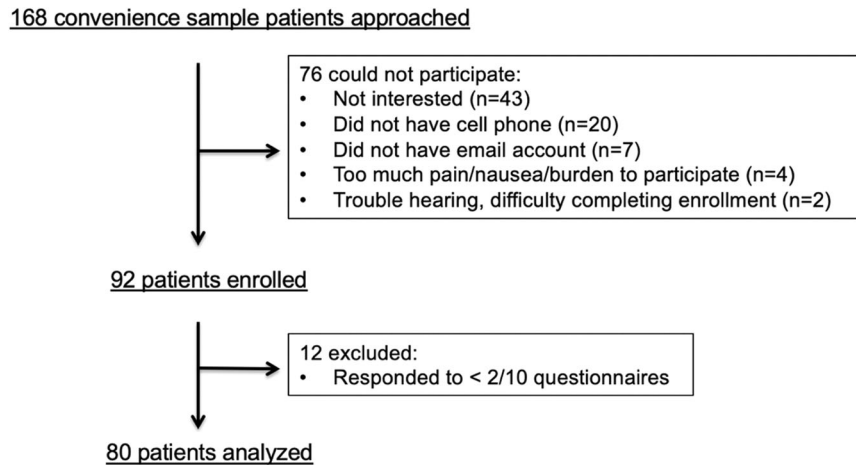 168 convenience sample patients approached
76 could not participate:
• Not interested (n=43)
• Did not have cell phone (n=20)
• Did not have email account (n=7)
• Too much pain/nausea/burden to participate (n=4)
• Trouble hearing, difficulty completing enrollment (n=2)
92 patients enrolled
12 excluded:
• Responded to < 2/10 questionnaires
80 patients analyzed